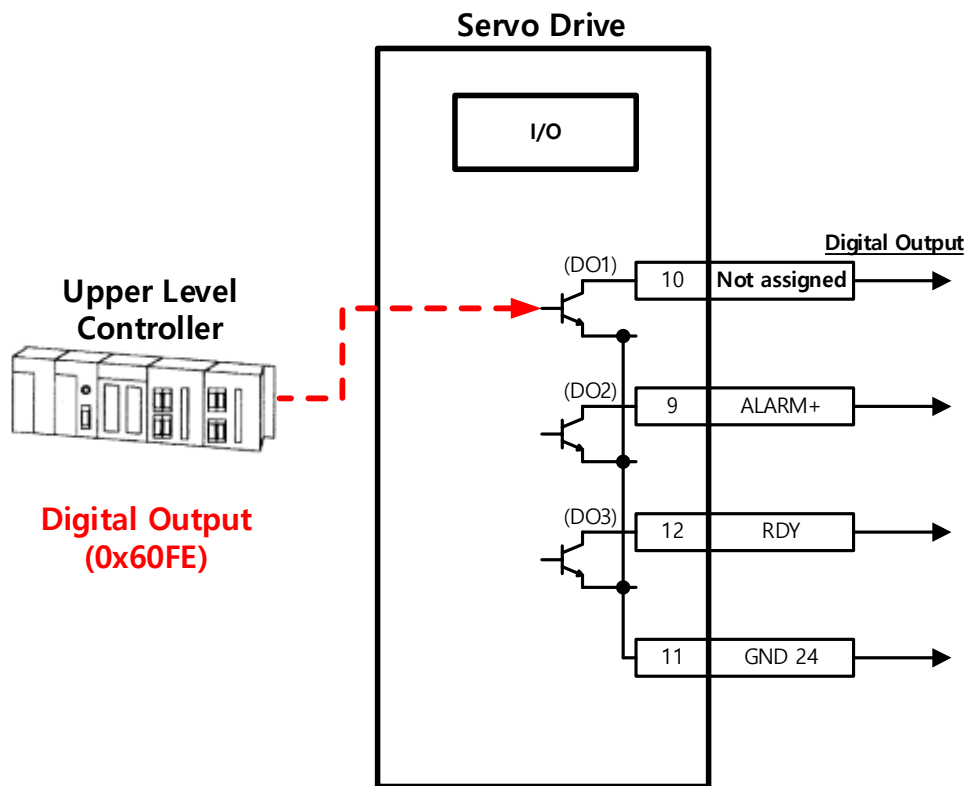 Servo Drive
I/O
Digital Output
(DO1)
10
Not assigned
Upper Level
Controller
(DO2)
9
ALARM+
Digital Output
(0x60FE)
(DO3)
12
RDY
11
GND 24